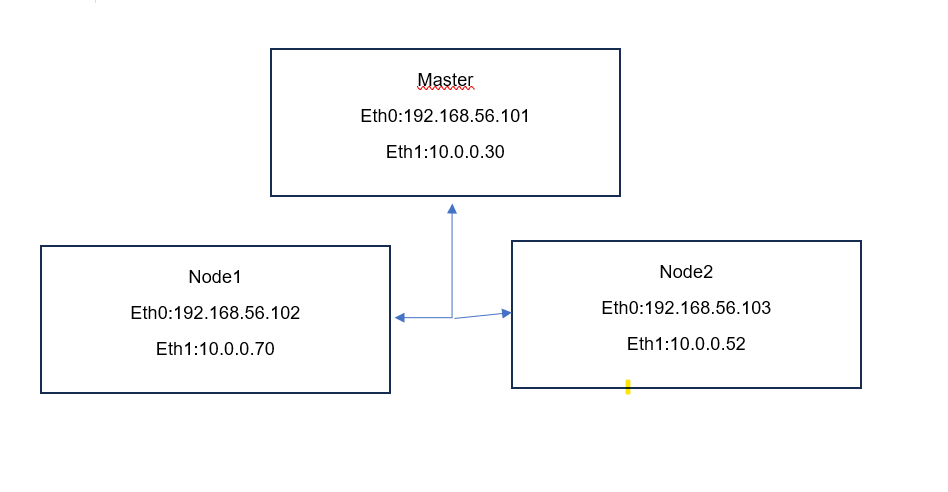 Master
Eth0:192.168.56.101
Eth1:10.0.0.30
Node1
Eth0:192.168.56.102
Eth1:10.0.0.70
Node2
Eth0:192.168.56.103
Eth1:10.0.0.52